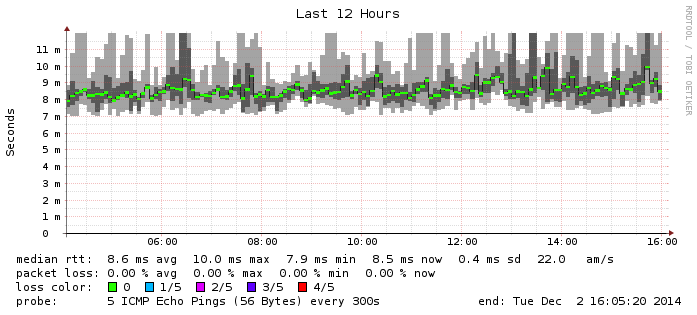 Last 12 Hours
RRDTOOL / TOBI OETIKER
Seconds
11 m
10 m
9 m
8 m
7 m
6 m
5 m
4 m
3 m
2 m
1 m
0
06:00 08:00 10:00 12:00 14:00 16:00
median rtt: 8.6 ms avg 10.0 ms max 7.9 ms min 8.5 ms now 0.4 ms sd 22.0 am/s
packet loss: 0.00 % avg 0.00 % max 0.00 % min 0.00 % now
loss color: 0 1/5 2/5 3/5 4/5
probe: 5 ICMP Echo Pings (56 Bytes) every 300s end: Tue Dec 2 16:05:20 2014